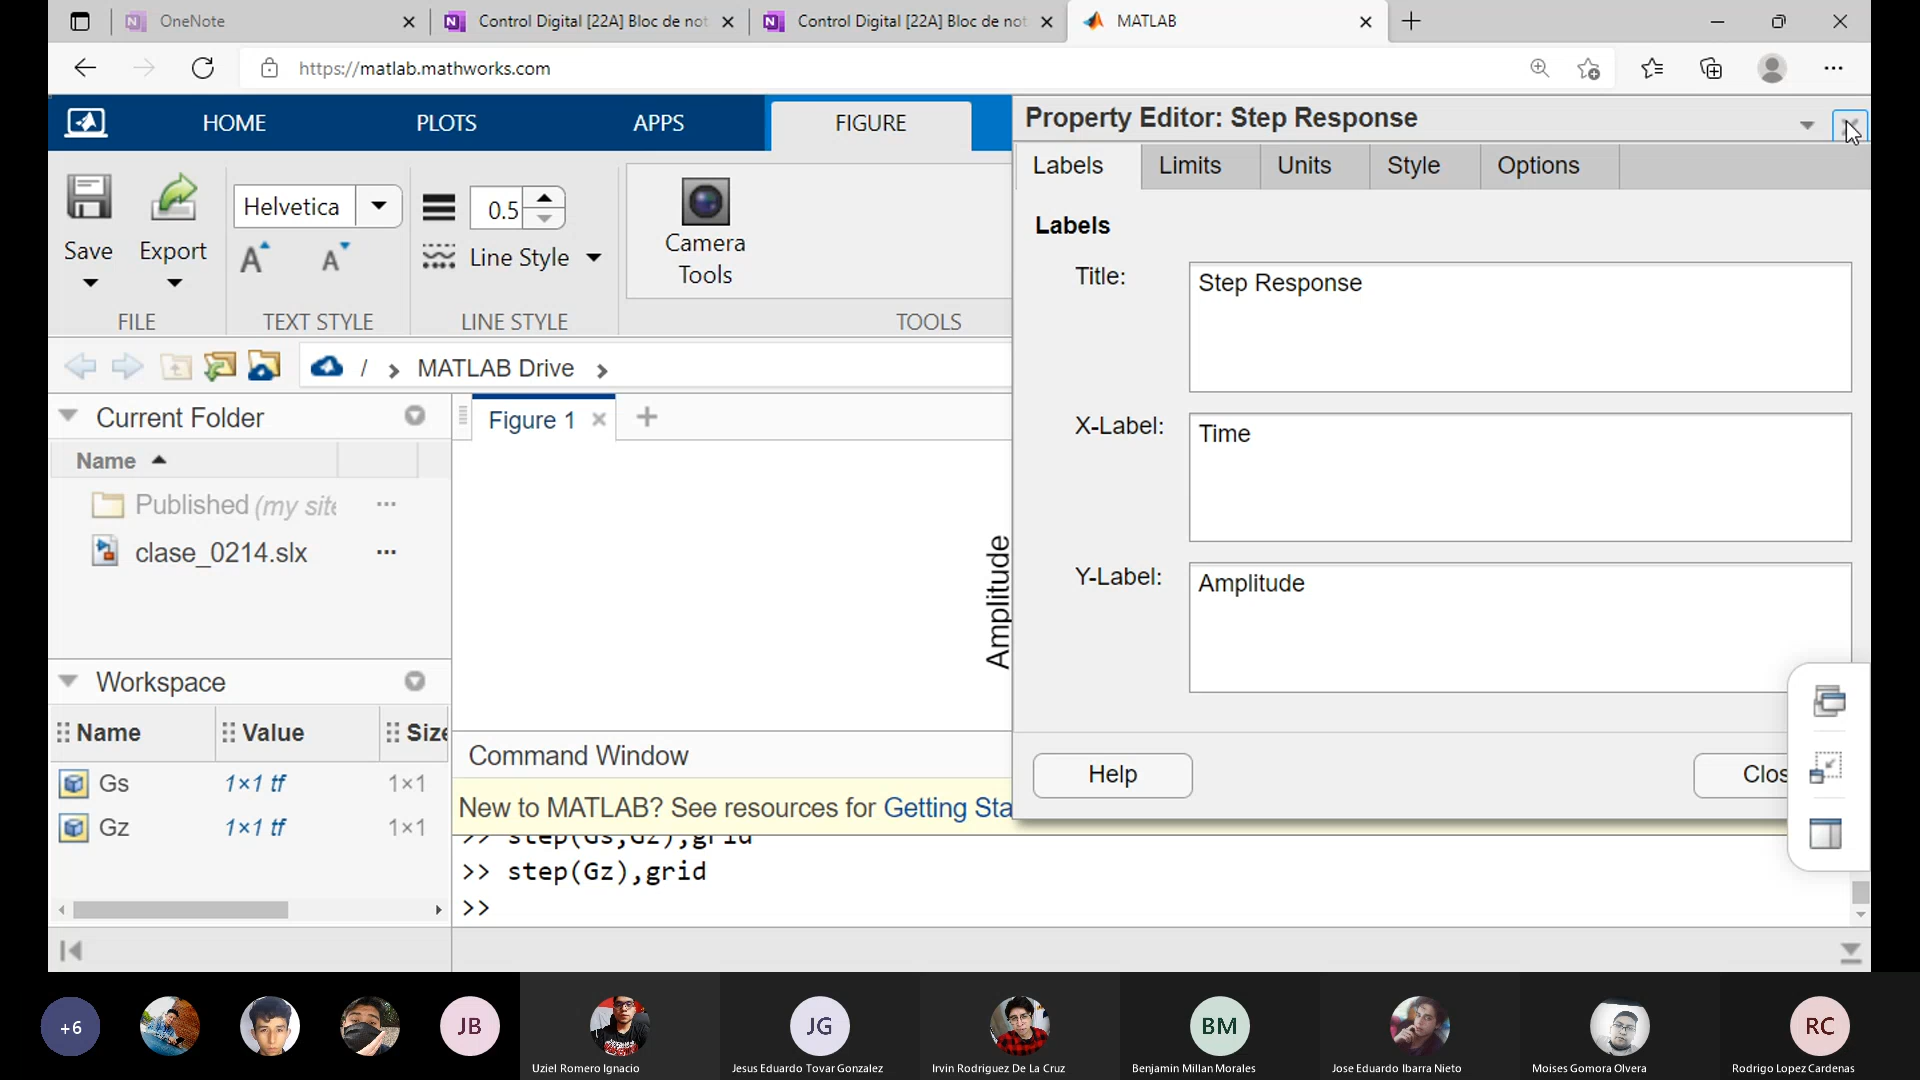 OneNote
Control Digital [22A] Bloc de not
Control Digital [22A] Bloc de not
MATLAB
https://matlab.mathworks.com
HOME
PLOTS
APPS
FIGURE
Save
Export
FILE
Helvetica
TEXT STYLE
0.5
Line Style
LINE STYLE
Camera
Tools
TOOLS
/ › MATLAB Drive ›
Current Folder
Name
Published (my site
clase_0214.slx
Workspace
Name Value Size
Gs 1×1 tf 1×1
Gz 1×1 tf 1×1
Figure 1
Amplitude
Command Window
New to MATLAB? See resources for Getting Sta
>> step(Gs,Gz),grid
>> step(Gz),grid
>>
Property Editor: Step Response
Labels Limits Units Style Options
Labels
Title: Step Response
X-Label: Time
Y-Label: Amplitude
Help
Clos
+6
JB
Uziel Romero Ignacio
JG
Jesus Eduardo Tovar Gonzalez
Irvin Rodriguez De La Cruz
BM
Benjamin Millan Morales
Jose Eduardo Ibarra Nieto
Moises Gomora Olvera
RC
Rodrigo Lopez Cardenas